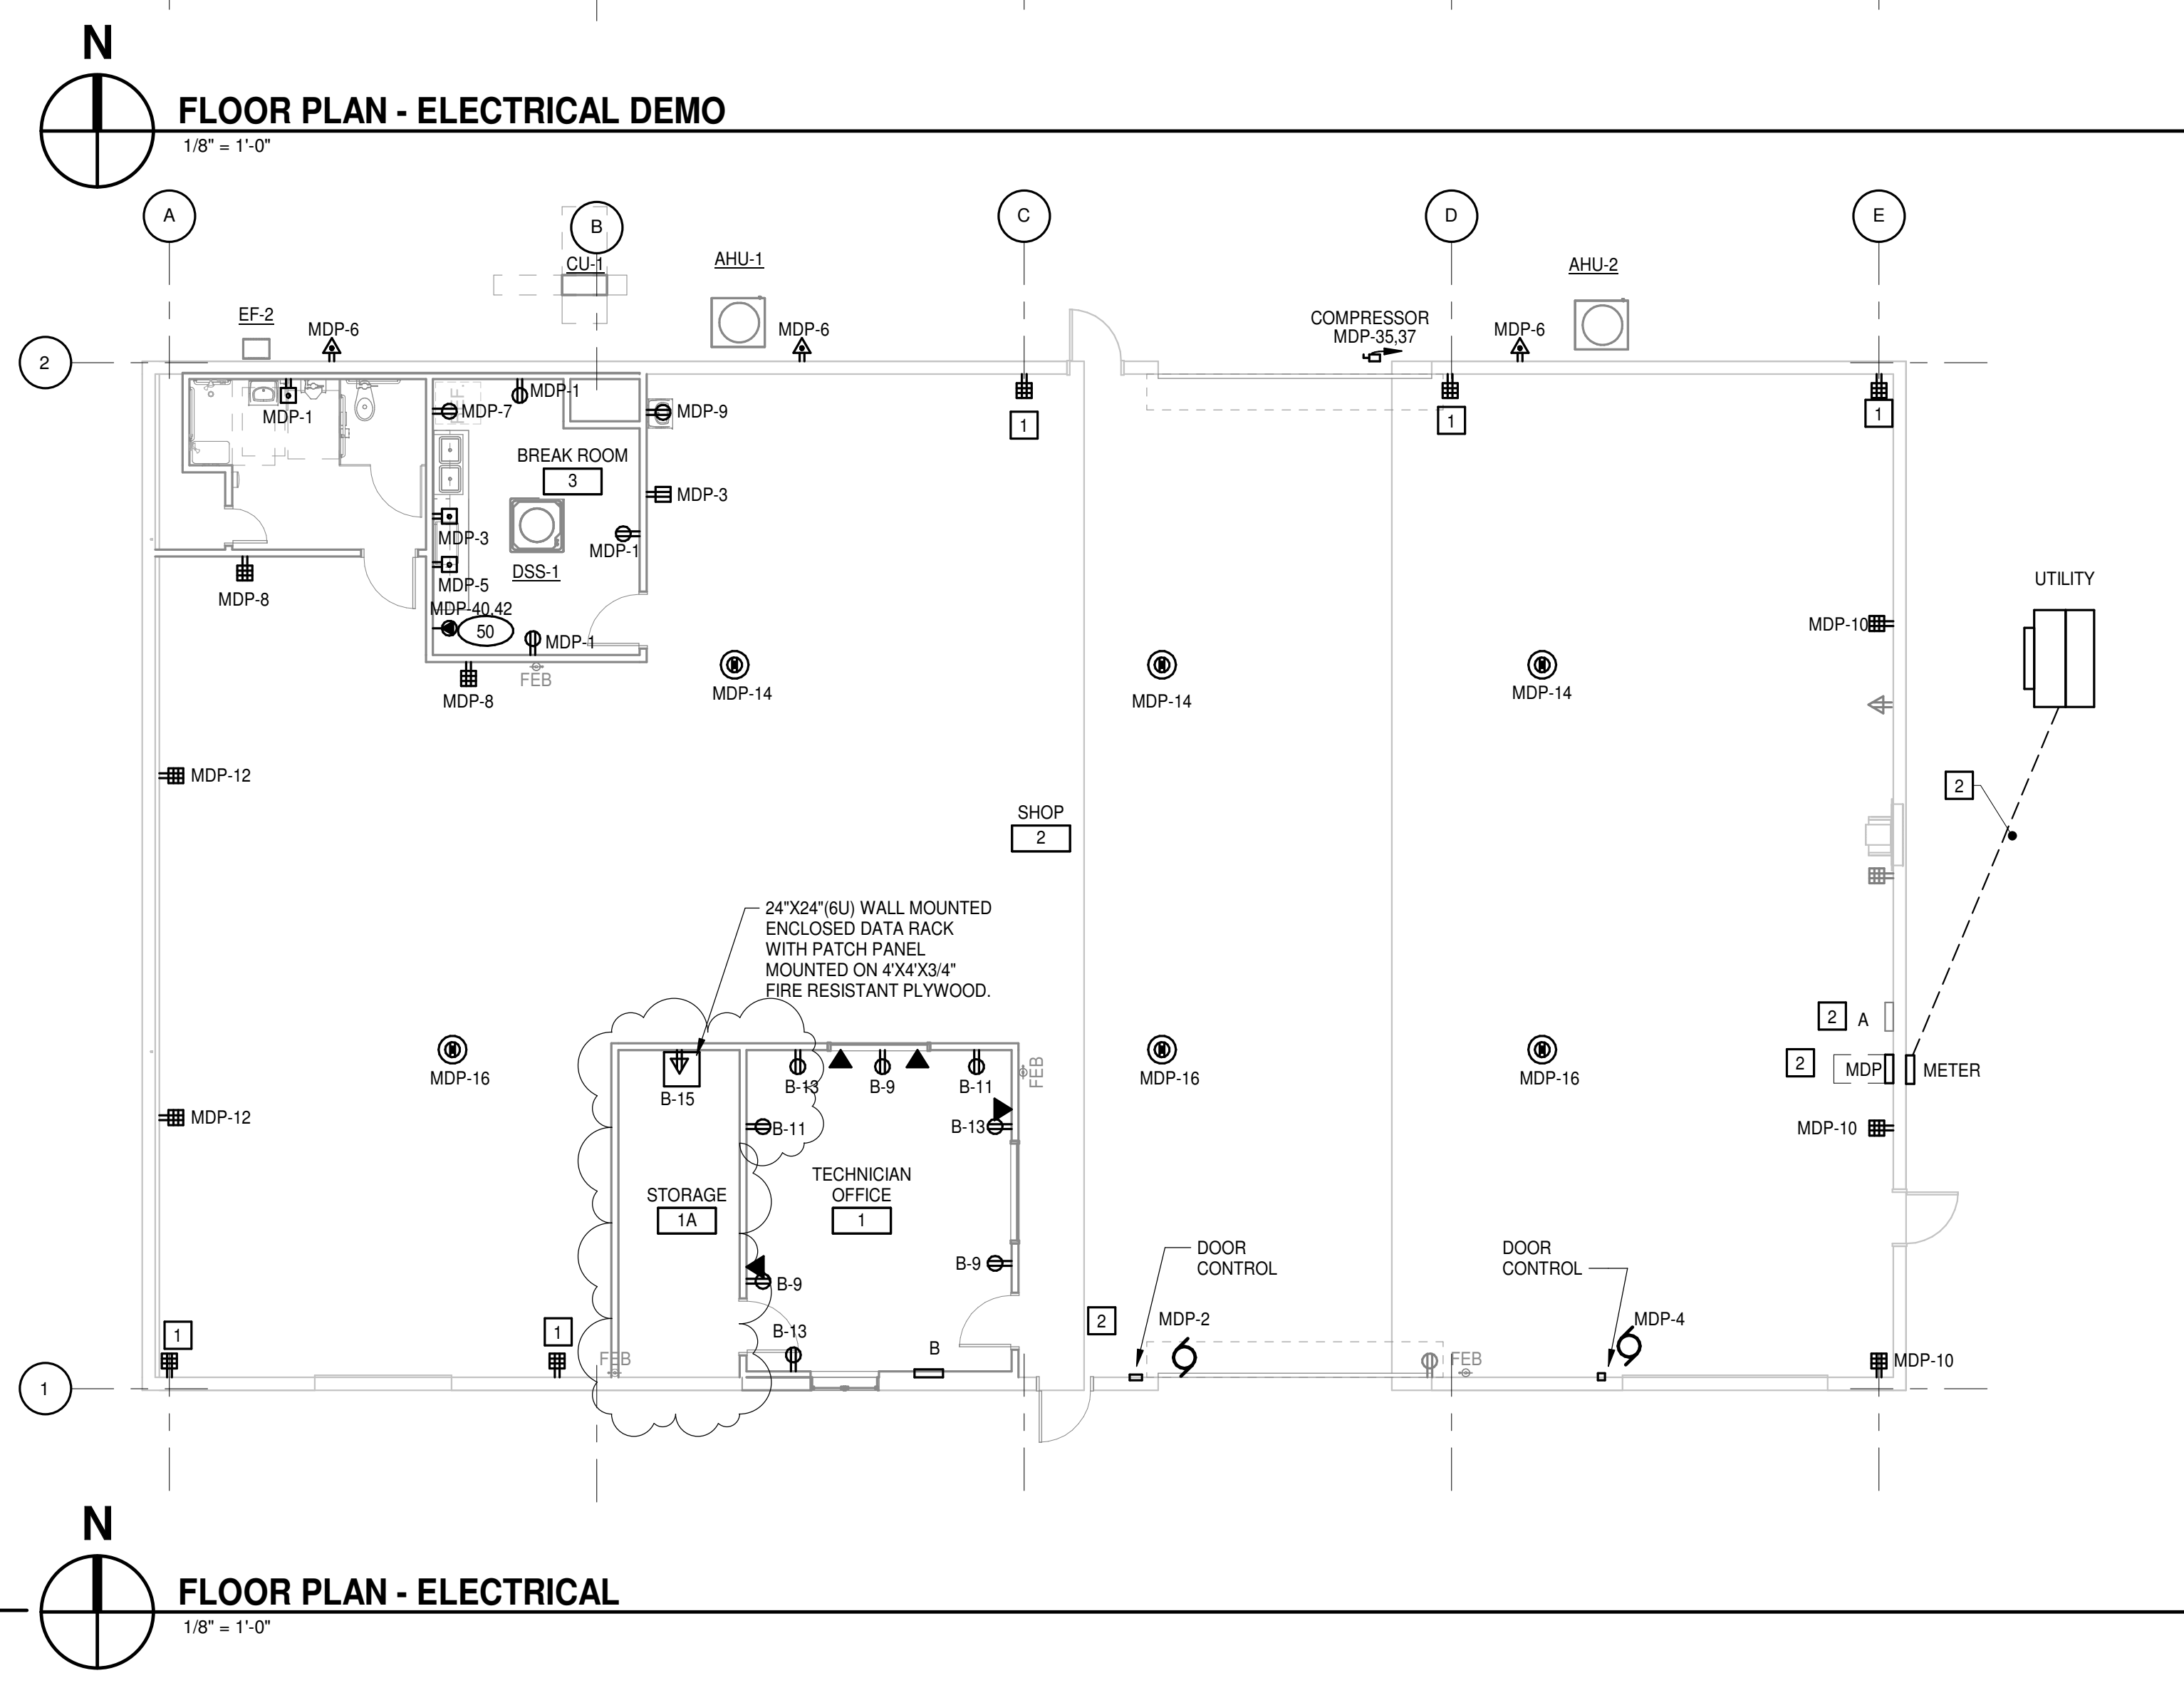 N
FLOOR PLAN - ELECTRICAL DEMO
1/8" = 1'-0"
A
B
C
D
E
CU-1
AHU-1
AHU-2
EF-2
MDP-6
MDP-6
COMPRESSOR
MDP-35,37
MDP-6
2
MDP-1
MDP-7
MDP-1
MDP-9
1
1
1
BREAK ROOM
3
MDP-3
MDP-3
MDP-1
MDP-5
DSS-1
MDP-8
MDP-40,42
50
MDP-1
FEB
MDP-8
MDP-14
MDP-14
MDP-14
MDP-10
UTILITY
MDP-12
2
SHOP
2
24"X24"(6U) WALL MOUNTED
ENCLOSED DATA RACK
WITH PATCH PANEL
MOUNTED ON 4'X4'X3/4"
FIRE RESISTANT PLYWOOD.
2
A
MDP-16
MDP-16
MDP-16
2
MDP
METER
B-15
B-13
B-9
B-11
FEB
MDP-12
B-11
B-13
MDP-10
STORAGE
1A
TECHNICIAN
OFFICE
1
B-9
B-9
DOOR
CONTROL
DOOR
CONTROL
1
1
B-13
B
2
MDP-2
MDP-4
FEB
FEB
MDP-10
1
N
FLOOR PLAN - ELECTRICAL
1/8" = 1'-0"